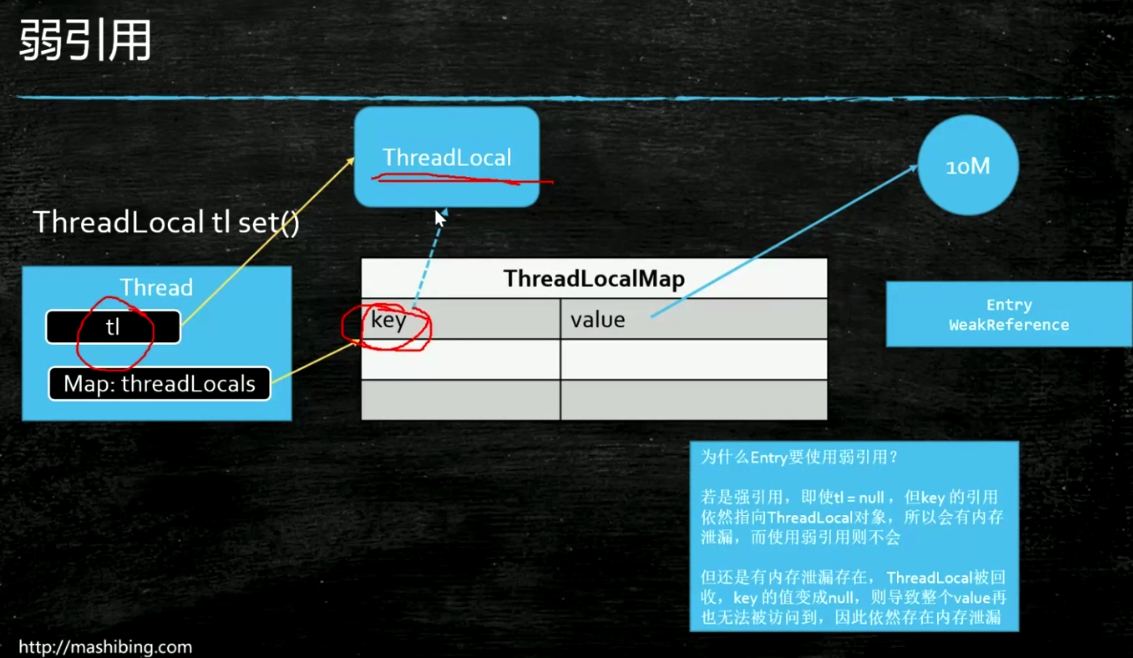 弱引用
ThreadLocal
10M
ThreadLocal tl set()
Thread
tl
Map: threadLocals
ThreadLocalMap
key
value
Entry
WeakReference
为什么Entry要使用弱引用？
若是强引用，即使tl = null，但key 的引用
依然指向ThreadLocal对象，所以会有内存
泄漏，而使用弱引用则不会
但还是有内存泄漏存在， ThreadLocal被回
收，key 的值变成null，则导致整个value再
也无法被访问到，因此依然存在内存泄漏
http://mashibing.com